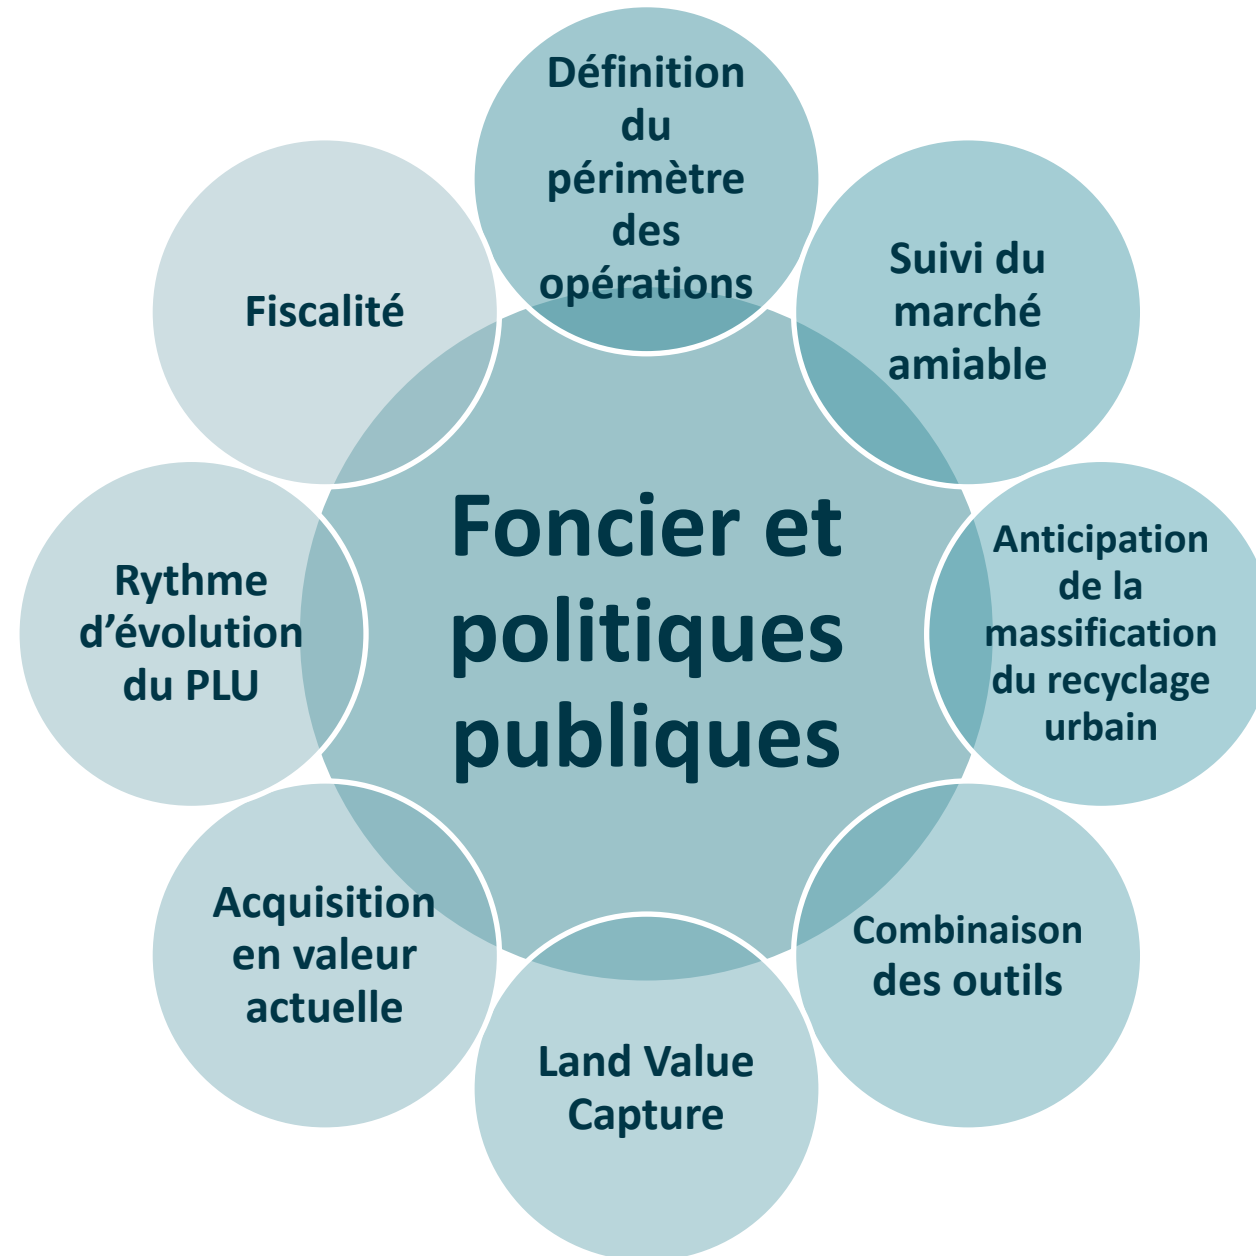 Définition
du
périmètre
des
opérations
Suivi du
marché
amiable
Anticipation
de la
massification
du recyclage
urbain
Combinaison
des outils
Land Value
Capture
Acquisition
en valeur
actuelle
Rythme
d’évolution
du PLU
Fiscalité
Foncier et
politiques
publiques